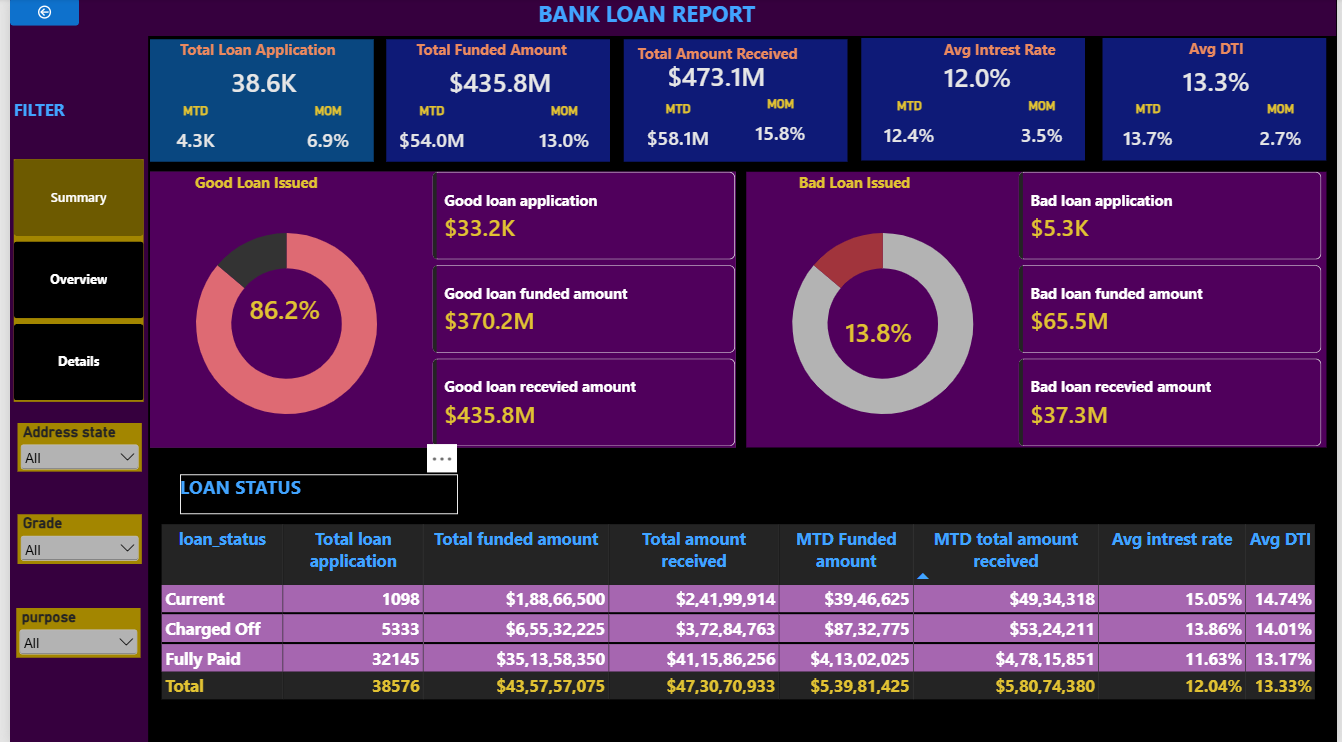 BANK LOAN REPORT
Total Loan Application
38.6K
MTD MOM
4.3K 6.9%
Total Funded Amount
$435.8M
MTD MOM
$54.0M 13.0%
Total Amount Received
$473.1M
MTD MOM
$58.1M 15.8%
Avg Intrest Rate
12.0%
MTD MOM
12.4% 3.5%
Avg DTI
13.3%
MTD MOM
13.7% 2.7%
FILTER
Summary
Overview
Details
Address state
All
Grade
All
purpose
All
Good Loan Issued
86.2%
Good loan application
$33.2K
Good loan funded amount
$370.2M
Good loan recevied amount
$435.8M
Bad Loan Issued
13.8%
Bad loan application
$5.3K
Bad loan funded amount
$65.5M
Bad loan recevied amount
$37.3M
LOAN STATUS
loan_status Total loan application Total funded amount Total amount received MTD Funded amount MTD total amount received Avg intrest rate Avg DTI
Current 1098 $1,88,66,500 $2,41,99,914 $39,46,625 $49,34,318 15.05% 14.74%
Charged Off 5333 $6,55,32,225 $3,72,84,763 $87,32,775 $53,24,211 13.86% 14.01%
Fully Paid 32145 $35,13,58,350 $41,15,86,256 $4,13,02,025 $4,78,15,851 11.63% 13.17%
Total 38576 $43,57,57,075 $47,30,70,933 $5,39,81,425 $5,80,74,380 12.04% 13.33%